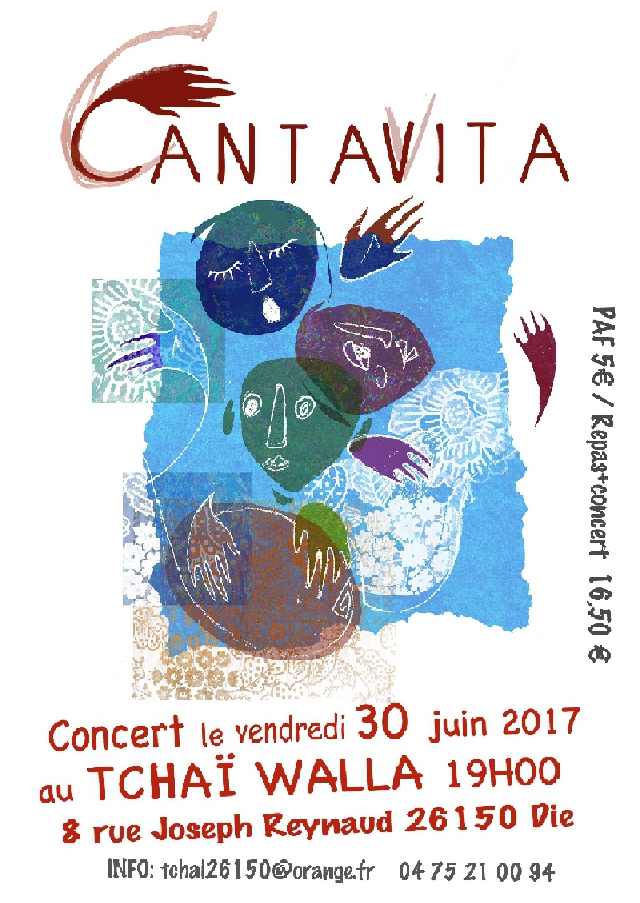 CANTAVITA
PAF 5€ / Repas+concert 16,50 €
Concert le vendredi 30 juin 2017
au TCHAÏ WALLA 19H00
8 rue Joseph Reynaud 26150 Die
INFO: tchal26150@orange.fr 04 75 21 00 94